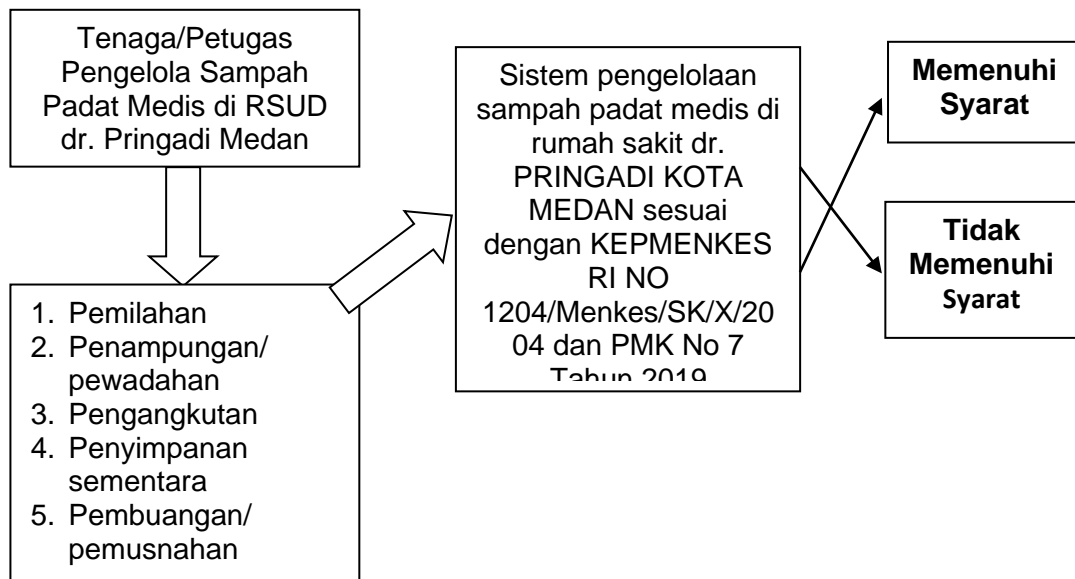 Tenaga/Petugas
Pengelola Sampah
Padat Medis di RSUD
dr. Pringadi Medan
1. Pemilahan
2. Penampungan/
pewadahan
3. Pengangkutan
4. Penyimpanan
sementara
5. Pembuangan/
pemusnahan
Sistem pengelolaan
sampah padat medis di
rumah sakit dr.
PRINGADI KOTA
MEDAN sesuai
dengan KEPMENKES
RI NO
1204/Menkes/SK/X/20
04 dan PMK No 7
Tahun 2019
Memenuhi
Syarat
Tidak
Memenuhi
Syarat